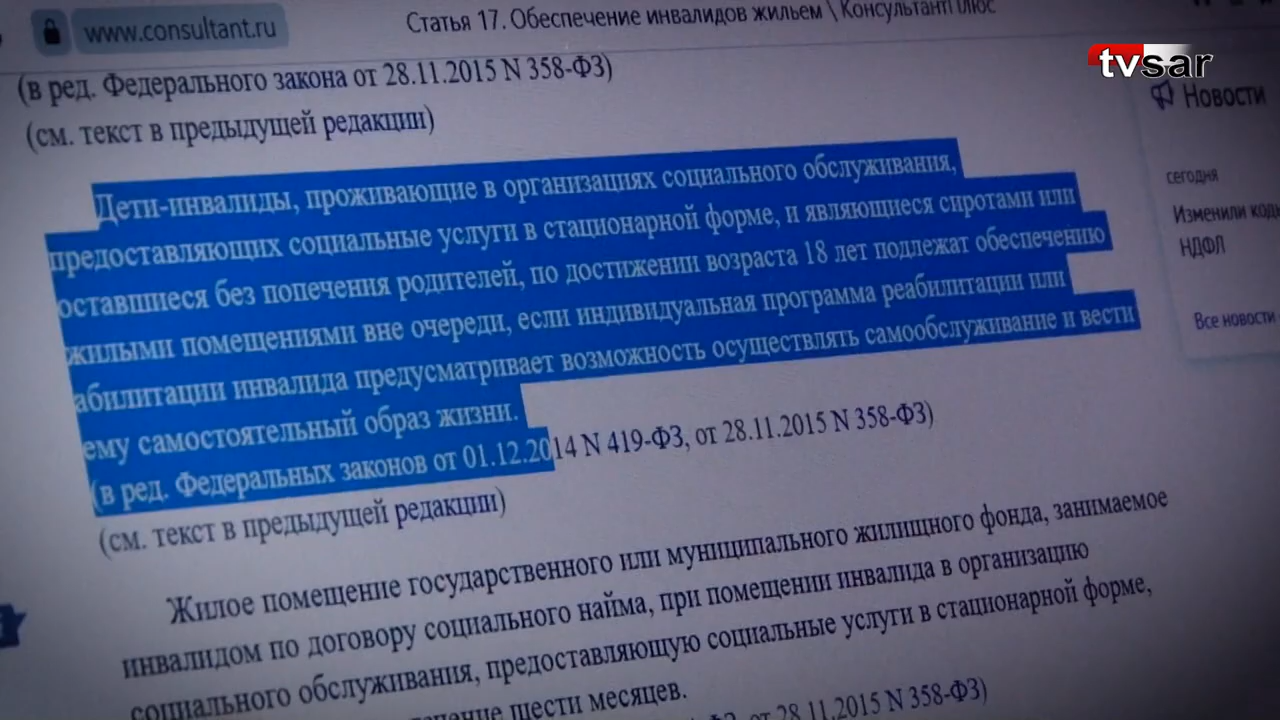 www.consultant.ru
Статья 17. Обеспечение инвалидов жильем \ КонсультантПлюс
tvsar
(в ред. Федерального закона от 28.11.2015 N 358-ФЗ)
(см. текст в предыдущей редакции)
Новости
сегодня
Изменили коды
НДФЛ
Все новости
Дети-инвалиды, проживающие в организациях социального обслуживания,
предоставляющих социальные услуги в стационарной форме, и являющиеся сиротами или
оставшиеся без попечения родителей, по достижении возраста 18 лет подлежат обеспечению
жилыми помещениями вне очереди, если индивидуальная программа реабилитации или
абилитации инвалида предусматривает возможность осуществлять самообслуживание и вести
ему самостоятельный образ жизни.
(в ред. Федеральных законов от 01.12.2014 N 419-ФЗ, от 28.11.2015 N 358-ФЗ)
(см. текст в предыдущей редакции)
Жилое помещение государственного или муниципального жилищного фонда, занимаемое
инвалидом по договору социального найма, при помещении инвалида в организацию
социального обслуживания, предоставляющую социальные услуги в стационарной форме,
шести месяцев.
от 28.11.2015 N 358-ФЗ)